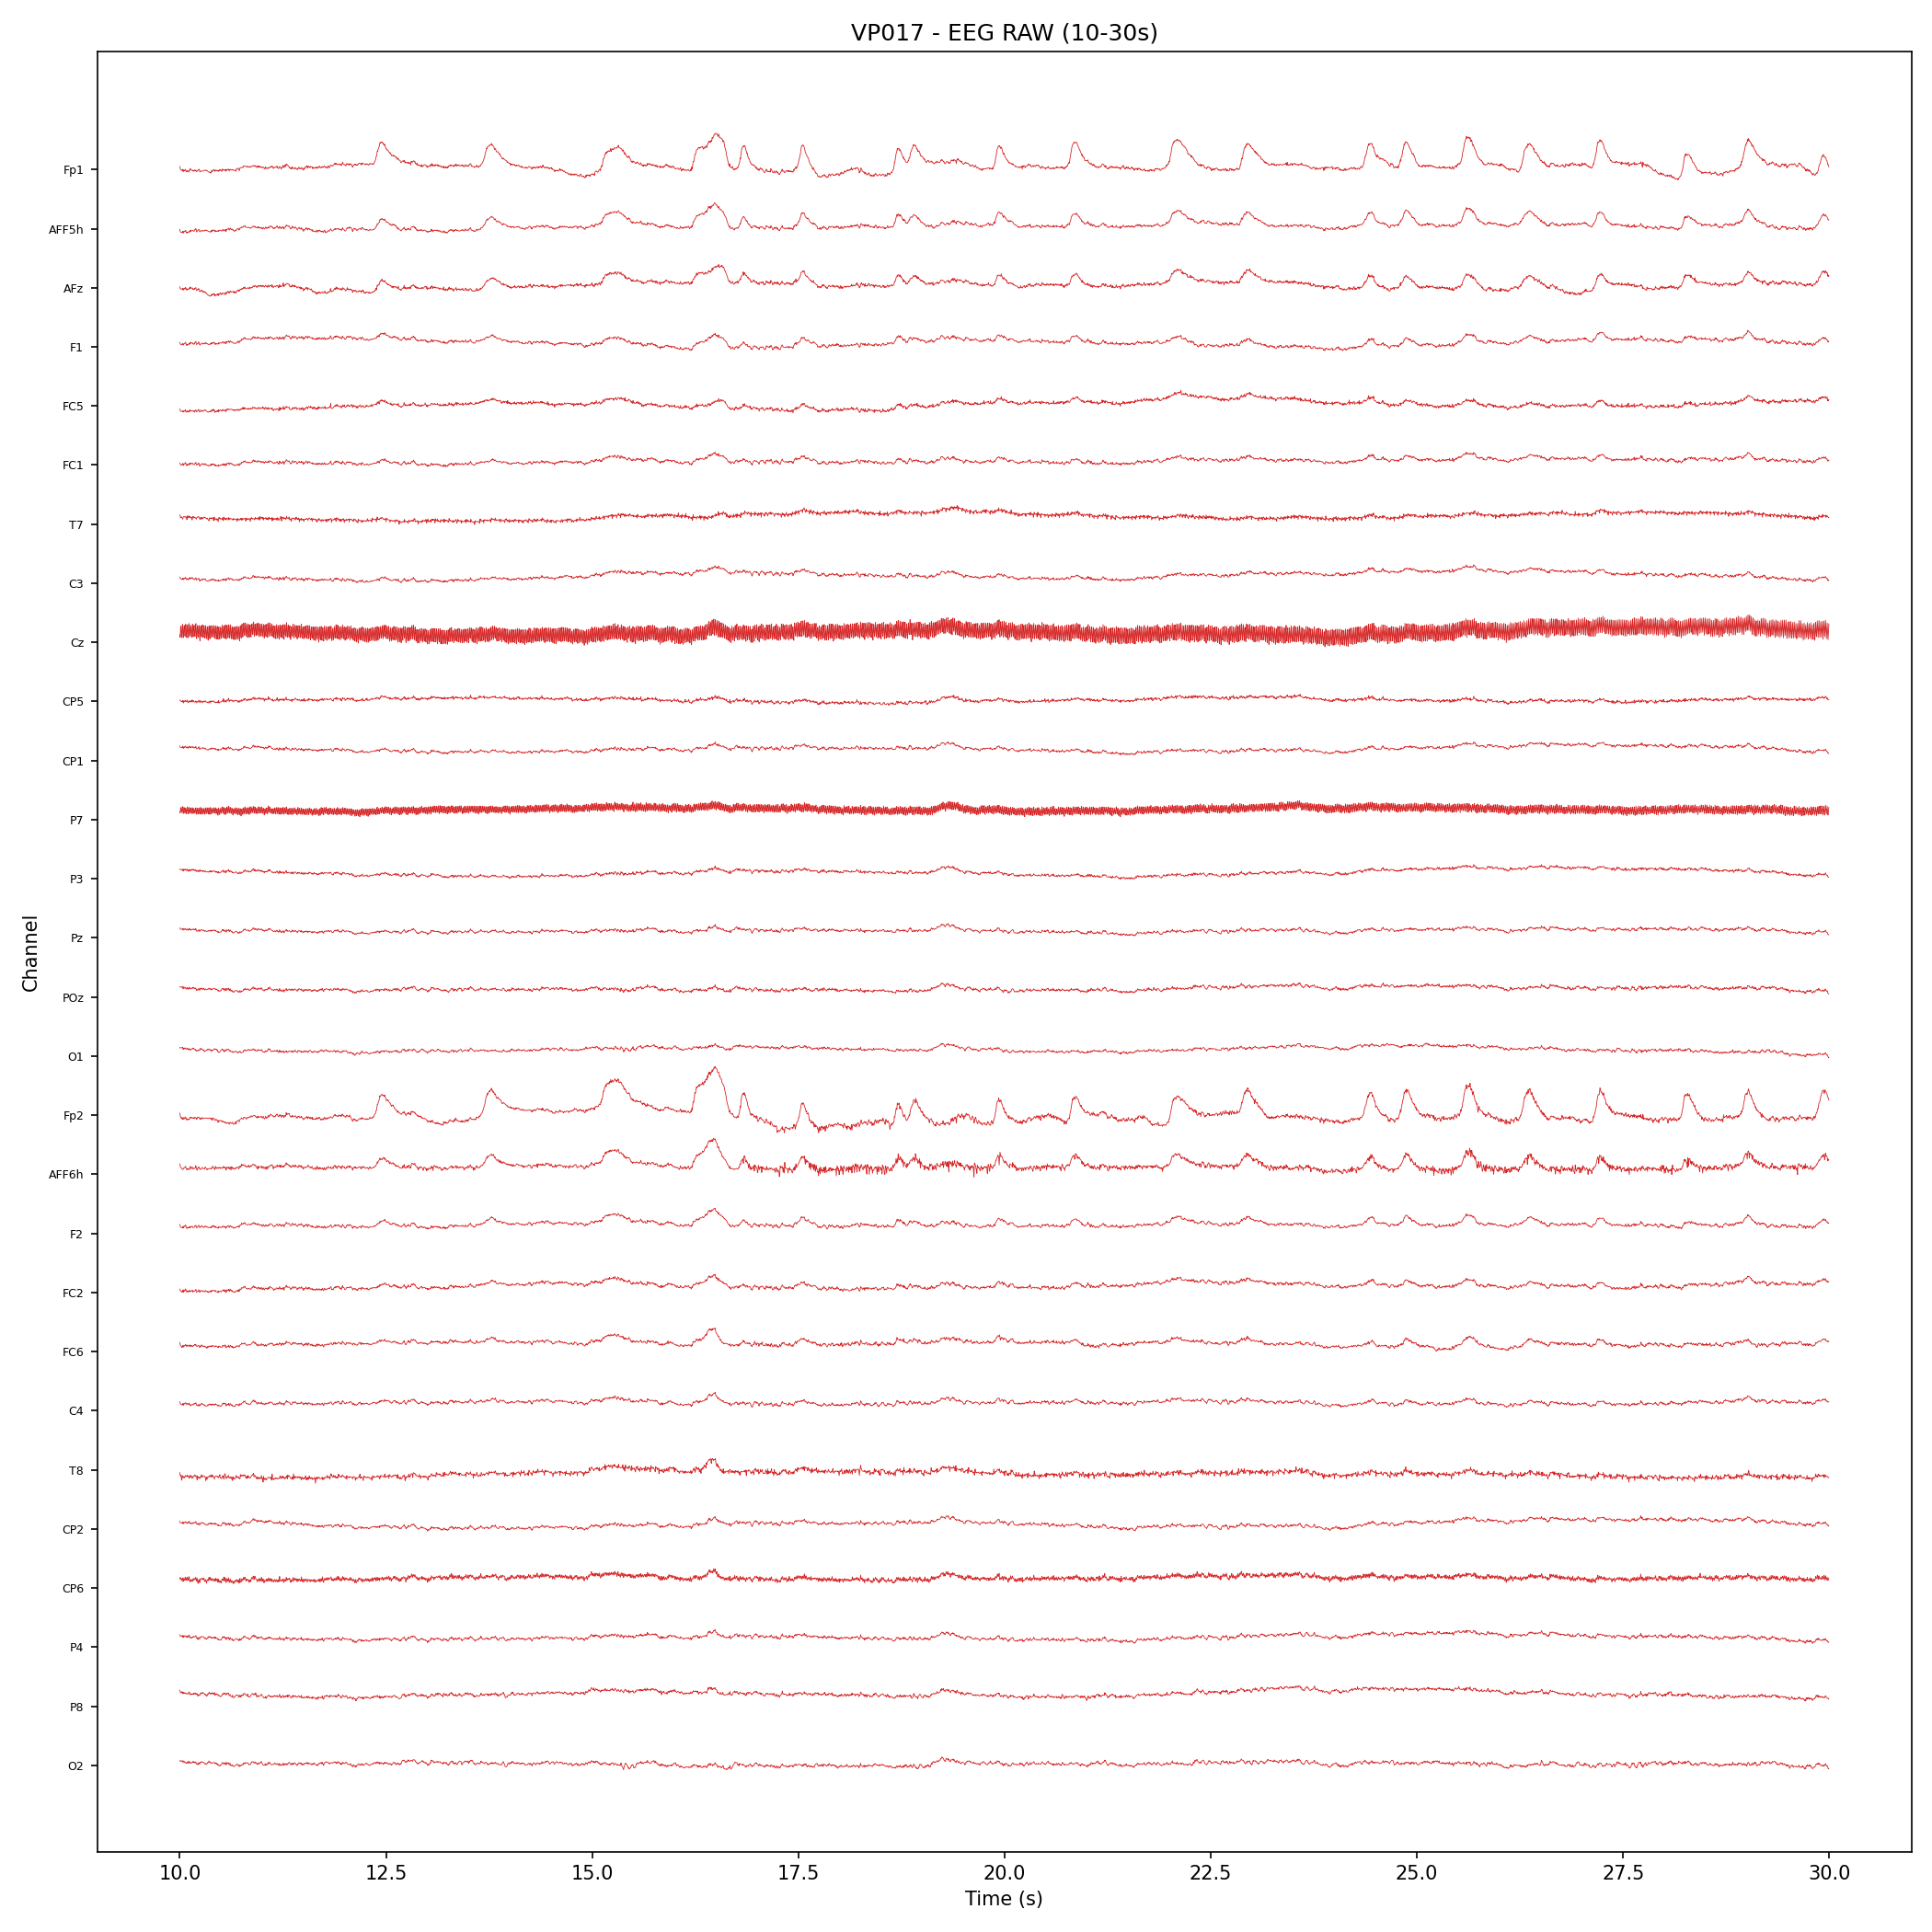 VP017 - EEG RAW (10-30s)
Fp1
AFF5h
AFz
F1
FC5
FC1
T7
C3
Cz
CP5
CP1
P7
P3
Pz
POz
O1
Fp2
AFF6h
F2
FC2
FC6
C4
T8
CP2
CP6
P4
P8
O2
Channel
10.0 12.5 15.0 17.5 20.0 22.5 25.0 27.5 30.0
Time (s)